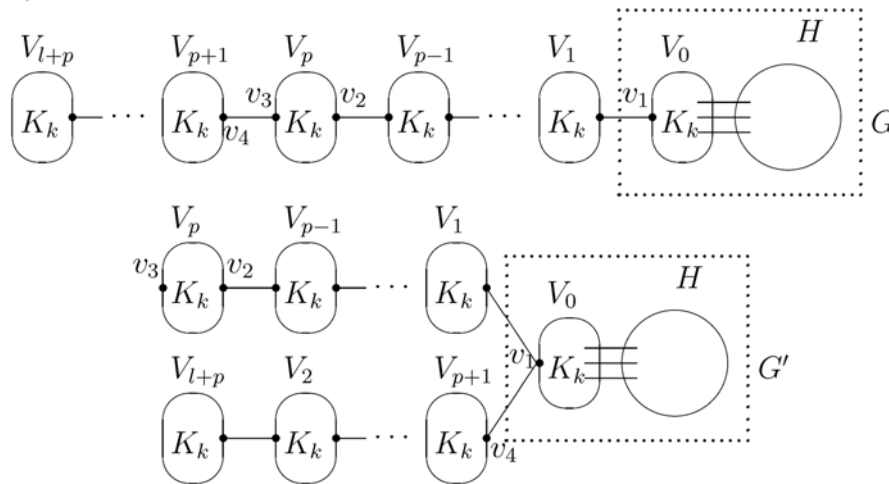 V_{l+p} V_{p+1} V_p V_{p-1} V_1 V_0 H
v_3 v_2 v_1
K_k ··· K_k K_k K_k ··· K_k K_k G
v_4
V_p V_{p-1} V_1
v_3 v_2 H
K_k K_k ··· K_k V_0
V_{l+p} V_2 V_{p+1} v_1 K_k G'
K_k K_k ··· K_k v_4